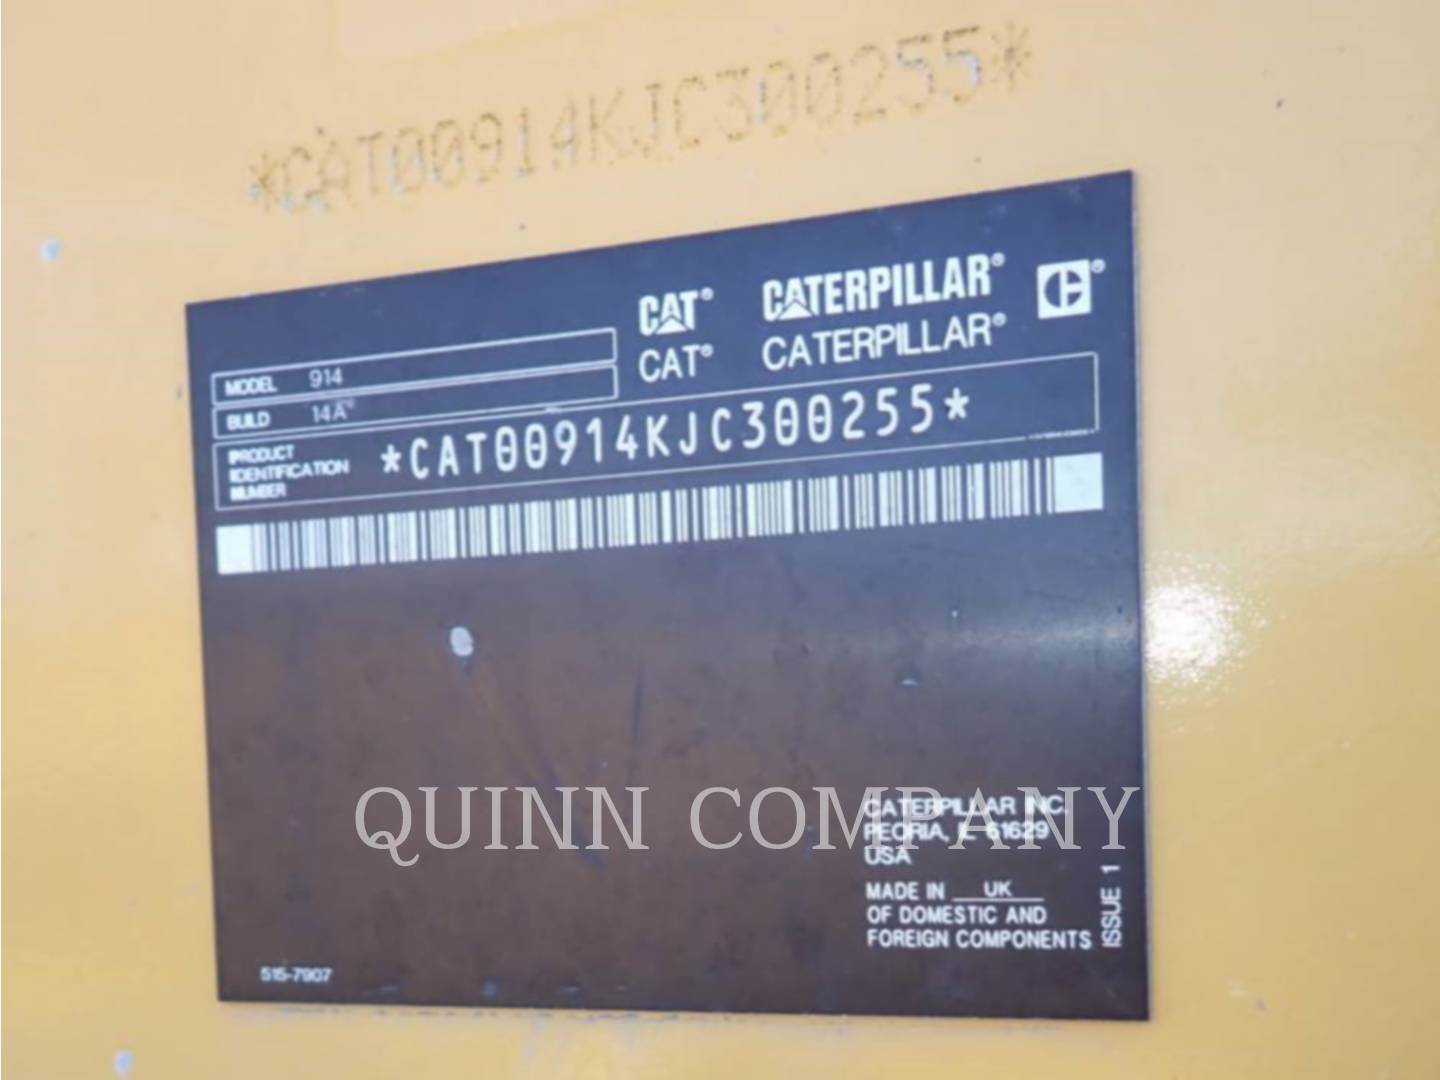 *CAT00914KJC300255*
CAT® CATERPILLAR®
CAT® CATERPILLAR®
MODEL 914
BUILD 14A
PRODUCT
IDENTIFICATION
NUMBER
*CAT00914KJC300255*
QUINN COMPANY
CATERPILLAR INC.
PEORIA, IL 61629
USA
MADE IN UK
OF DOMESTIC AND
FOREIGN COMPONENTS
ISSUE 1
515-7907